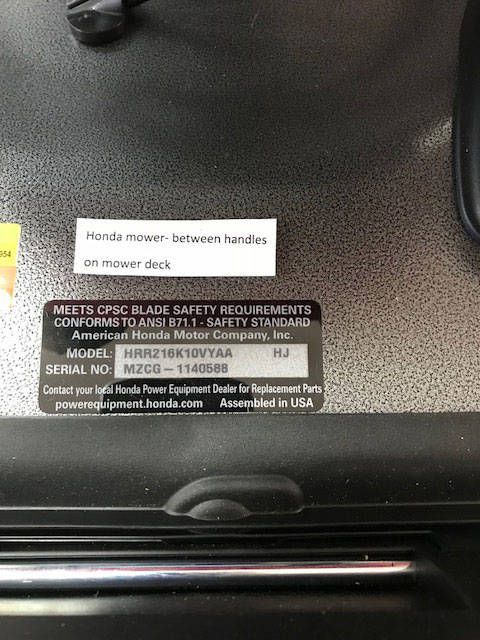 954
Honda mower- between handles
on mower deck
MEETS CPSC BLADE SAFETY REQUIREMENTS
CONFORMS TO ANSI B71.1 - SAFETY STANDARD
American Honda Motor Company, Inc.
MODEL: HRR216K10VYAA HJ
SERIAL NO: MZCG – 1140588
Contact your local Honda Power Equipment Dealer for Replacement Parts
powerequipment.honda.com Assembled in USA